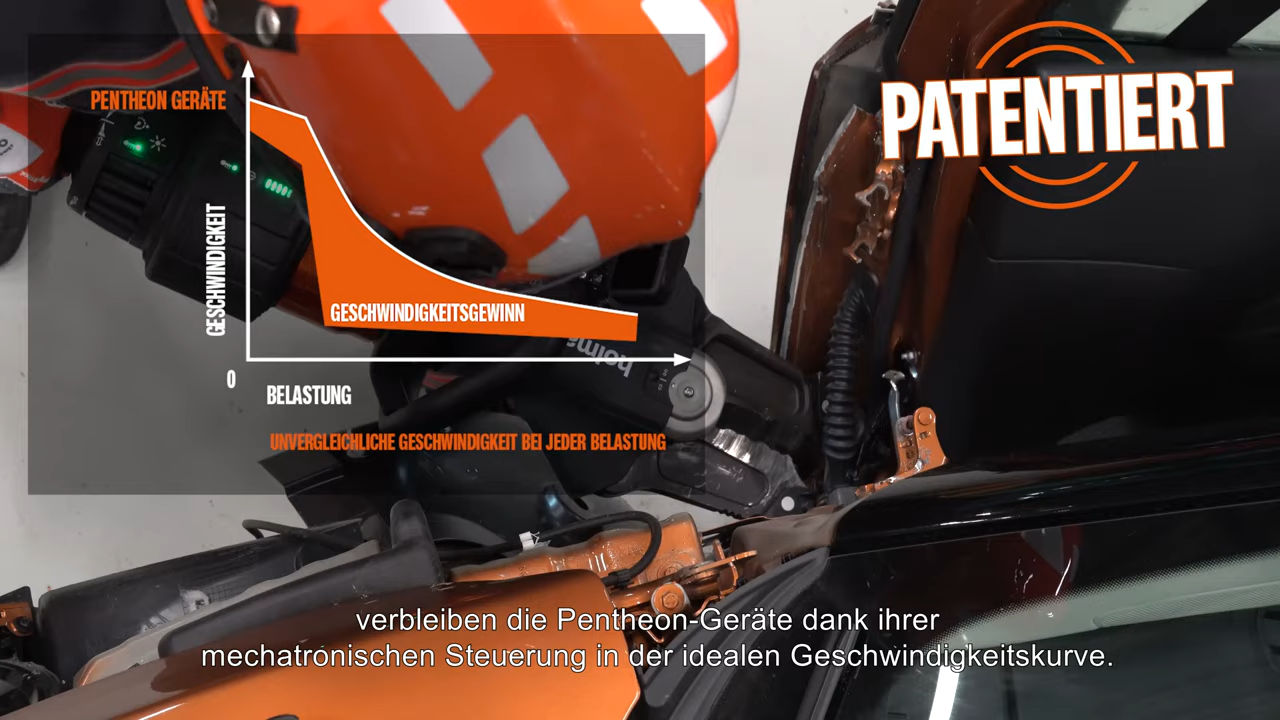 PENTHEON GERÄTE
PATENTIERT
GESCHWINDIGKEIT
GESCHWINDIGKEITSGEWINN
0
BELASTUNG
UNVERGLEICHLICHE GESCHWINDIGKEIT BEI JEDER BELASTUNG
verbleiben die Pentheon-Geräte dank ihrer
mechatronischen Steuerung in der idealen Geschwindigkeitskurve.